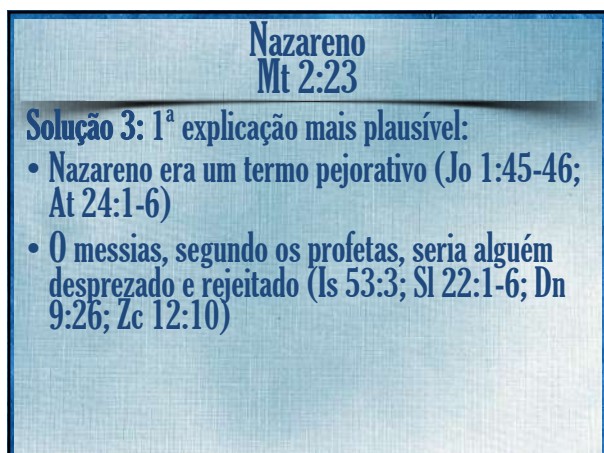 Nazareno
Mt 2:23
Solução 3: 1ª explicação mais plausível:
• Nazareno era um termo pejorativo (Jo 1:45-46;
At 24:1-6)
• O messias, segundo os profetas, seria alguém
desprezado e rejeitado (Is 53:3; Sl 22:1-6; Dn
9:26; Zc 12:10)